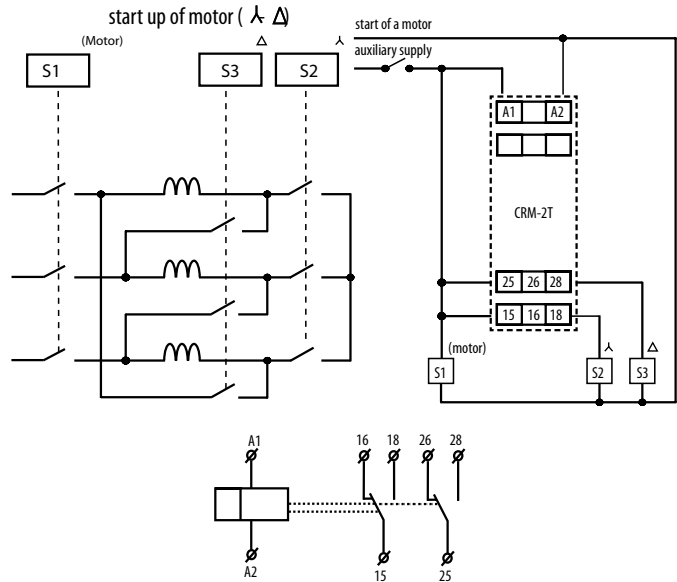 start up of motor ( ⅄ Δ)
(Motor)
S1
Δ
S3
⅄
S2
start of a motor
auxiliary supply
A1 A2
CRM-2T
25 26 28
15 16 18
(motor)
S1
⅄
S2
Δ
S3
A1
A2
16 18 26 28
15 25